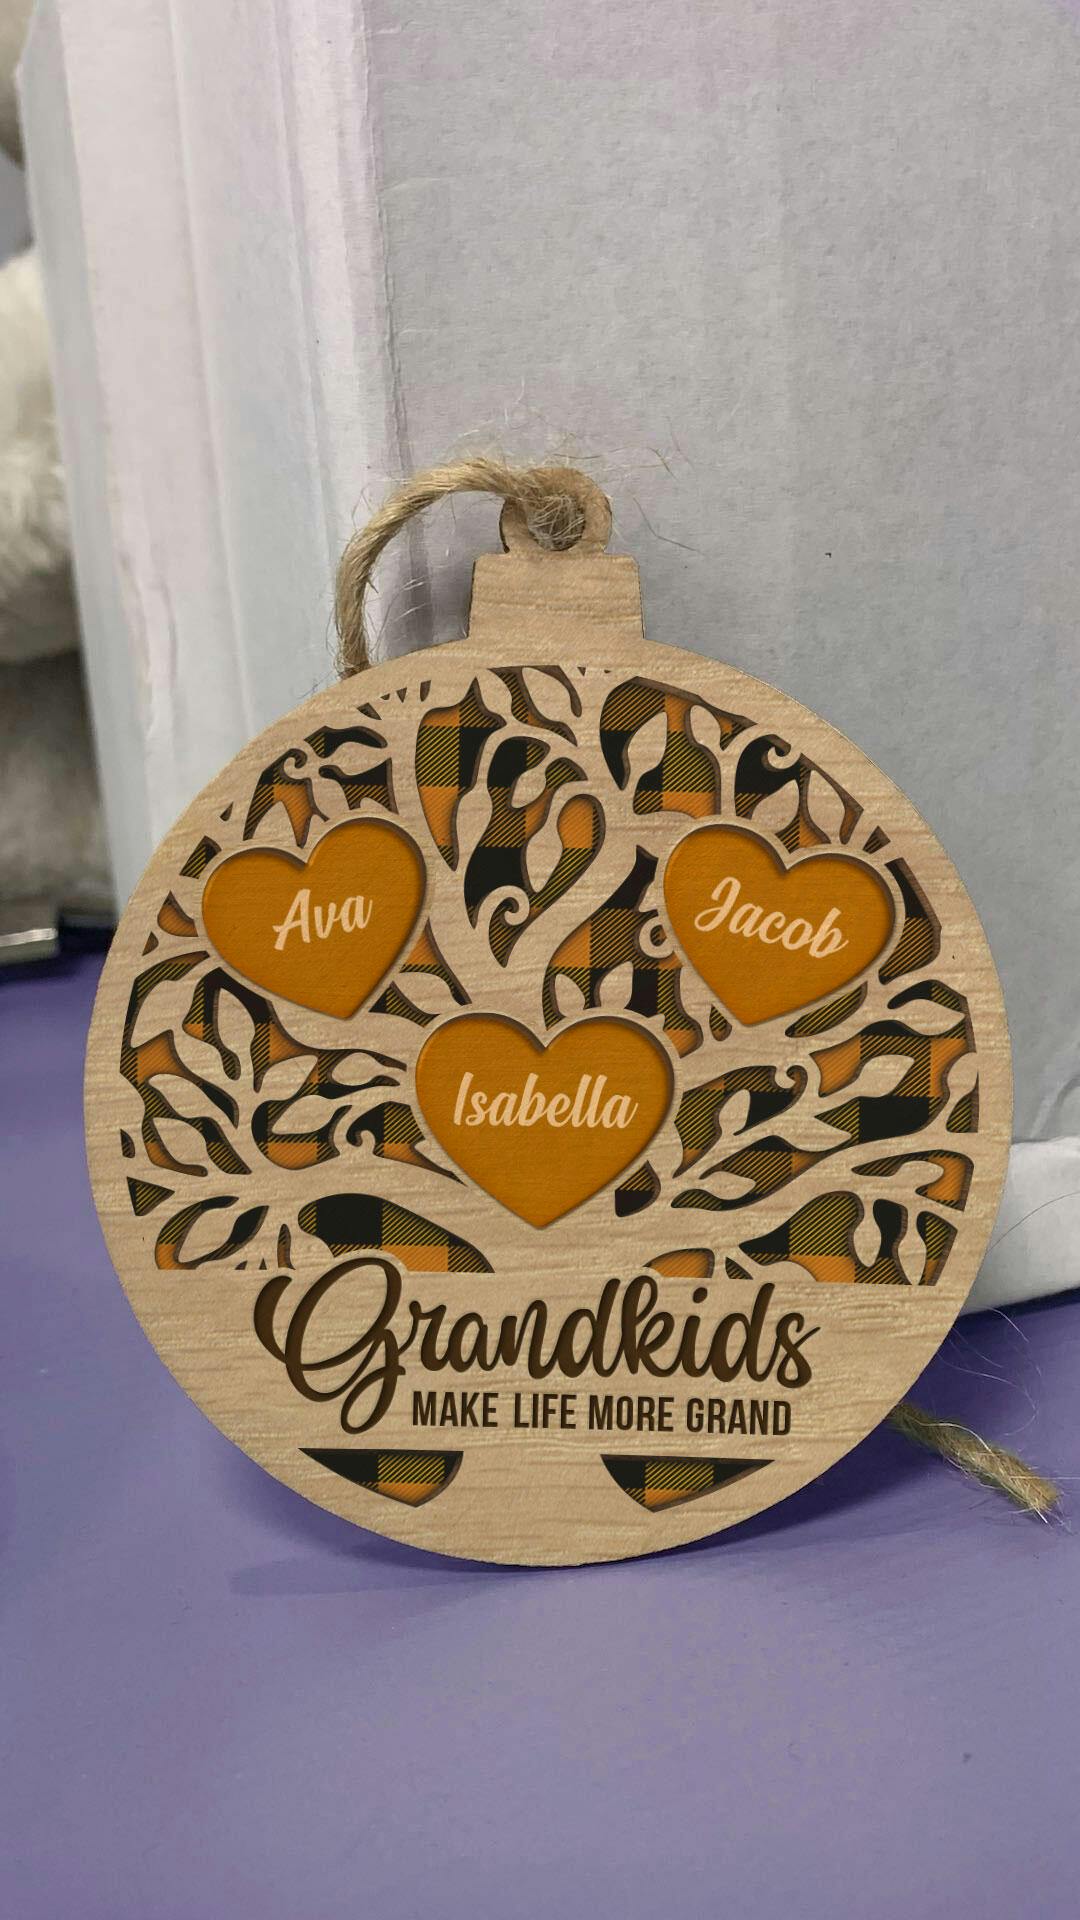 Ava
Jacob
Isabella
Grandkids
MAKE LIFE MORE GRAND